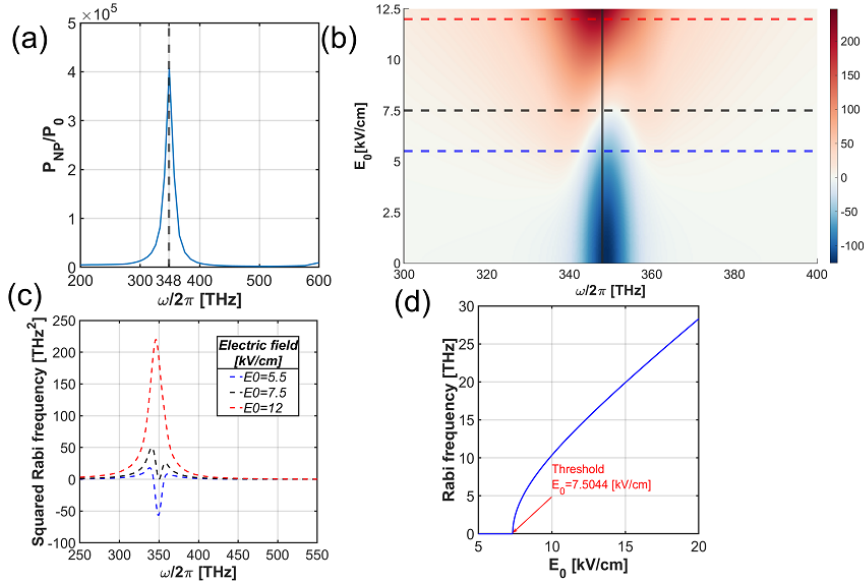 (a)
×10⁵
5
4
3
2
1
0
P_NP/P_0
200 300 348 400 500 600
ω/2π [THz]
(b)
12.5
10
7.5
5
2.5
0
E_0[kV/cm]
300 320 340 360 380 400
ω/2π [THz]
200
150
100
50
0
-50
-100
(c)
250
200
150
100
50
0
-50
-100
Squared Rabi frequency [THz²]
250 300 350 400 450 500 550
ω/2π [THz]
Electric field
[kV/cm]
E0=5.5
E0=7.5
E0=12
(d)
30
25
20
15
10
5
0
Rabi frequency [THz]
Threshold
E_0=7.5044 [kV/cm]
5 10 15 20
E_0 [kV/cm]